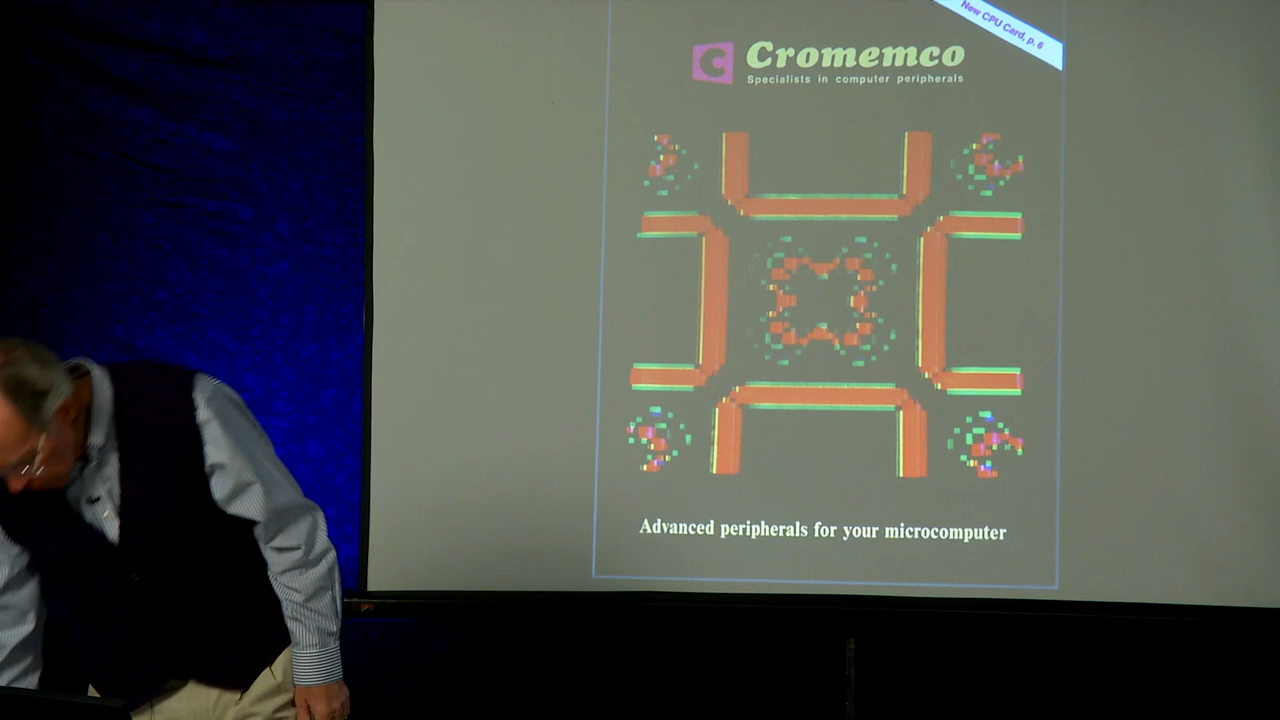 New CPU Card, p. 6
C Cromemco
Specialists in computer peripherals
Advanced peripherals for your microcomputer